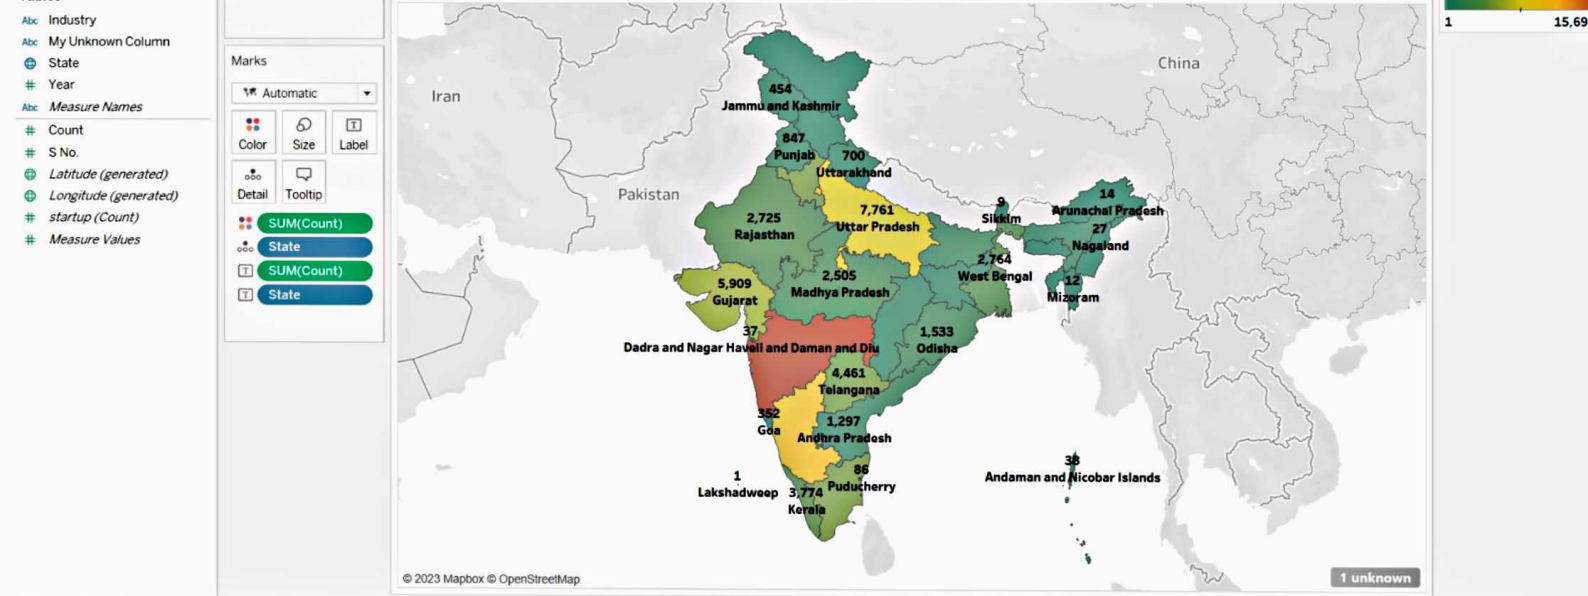 Abc Industry
Abc My Unknown Column
State
# Year
Abc Measure Names
# Count
# S No.
Latitude (generated)
Longitude (generated)
# startup (Count)
# Measure Values
Marks
Automatic
Color
Size
T
Label
Detail
Tooltip
SUM(Count)
State
T SUM(Count)
T State
Iran
Pakistan
China
454
Jammu and Kashmir
847
Punjab
700
Uttarakhand
2,725
Rajasthan
7,761
Uttar Pradesh
9
Sikkim
14
Arunachal Pradesh
27
Nagaland
2,764
West Bengal
12
Mizoram
5,909
Gujarat
2,505
Madhya Pradesh
37
Dadra and Nagar Haveli and Daman and Diu
1,533
Odisha
4,461
Telangana
352
Goa
1,297
Andhra Pradesh
1
Lakshadweep
3,774
Kerala
86
Puducherry
38
Andaman and Nicobar Islands
© 2023 Mapbox © OpenStreetMap
1 unknown
1
15,69